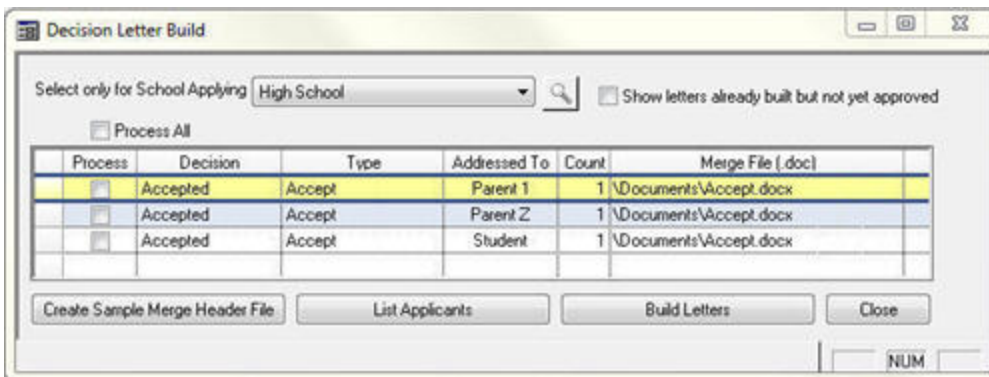 Decision Letter Build
Select only for School Applying High School Show letters already built but not yet approved
Process All
Process Decision Type Addressed To Count Merge File (.doc)
Accepted Accept Parent 1 1 \Documents\Accept.docx
Accepted Accept Parent Z 1 \Documents\Accept.docx
Accepted Accept Student 1 \Documents\Accept.docx
Create Sample Merge Header File List Applicants Build Letters Close
NUM